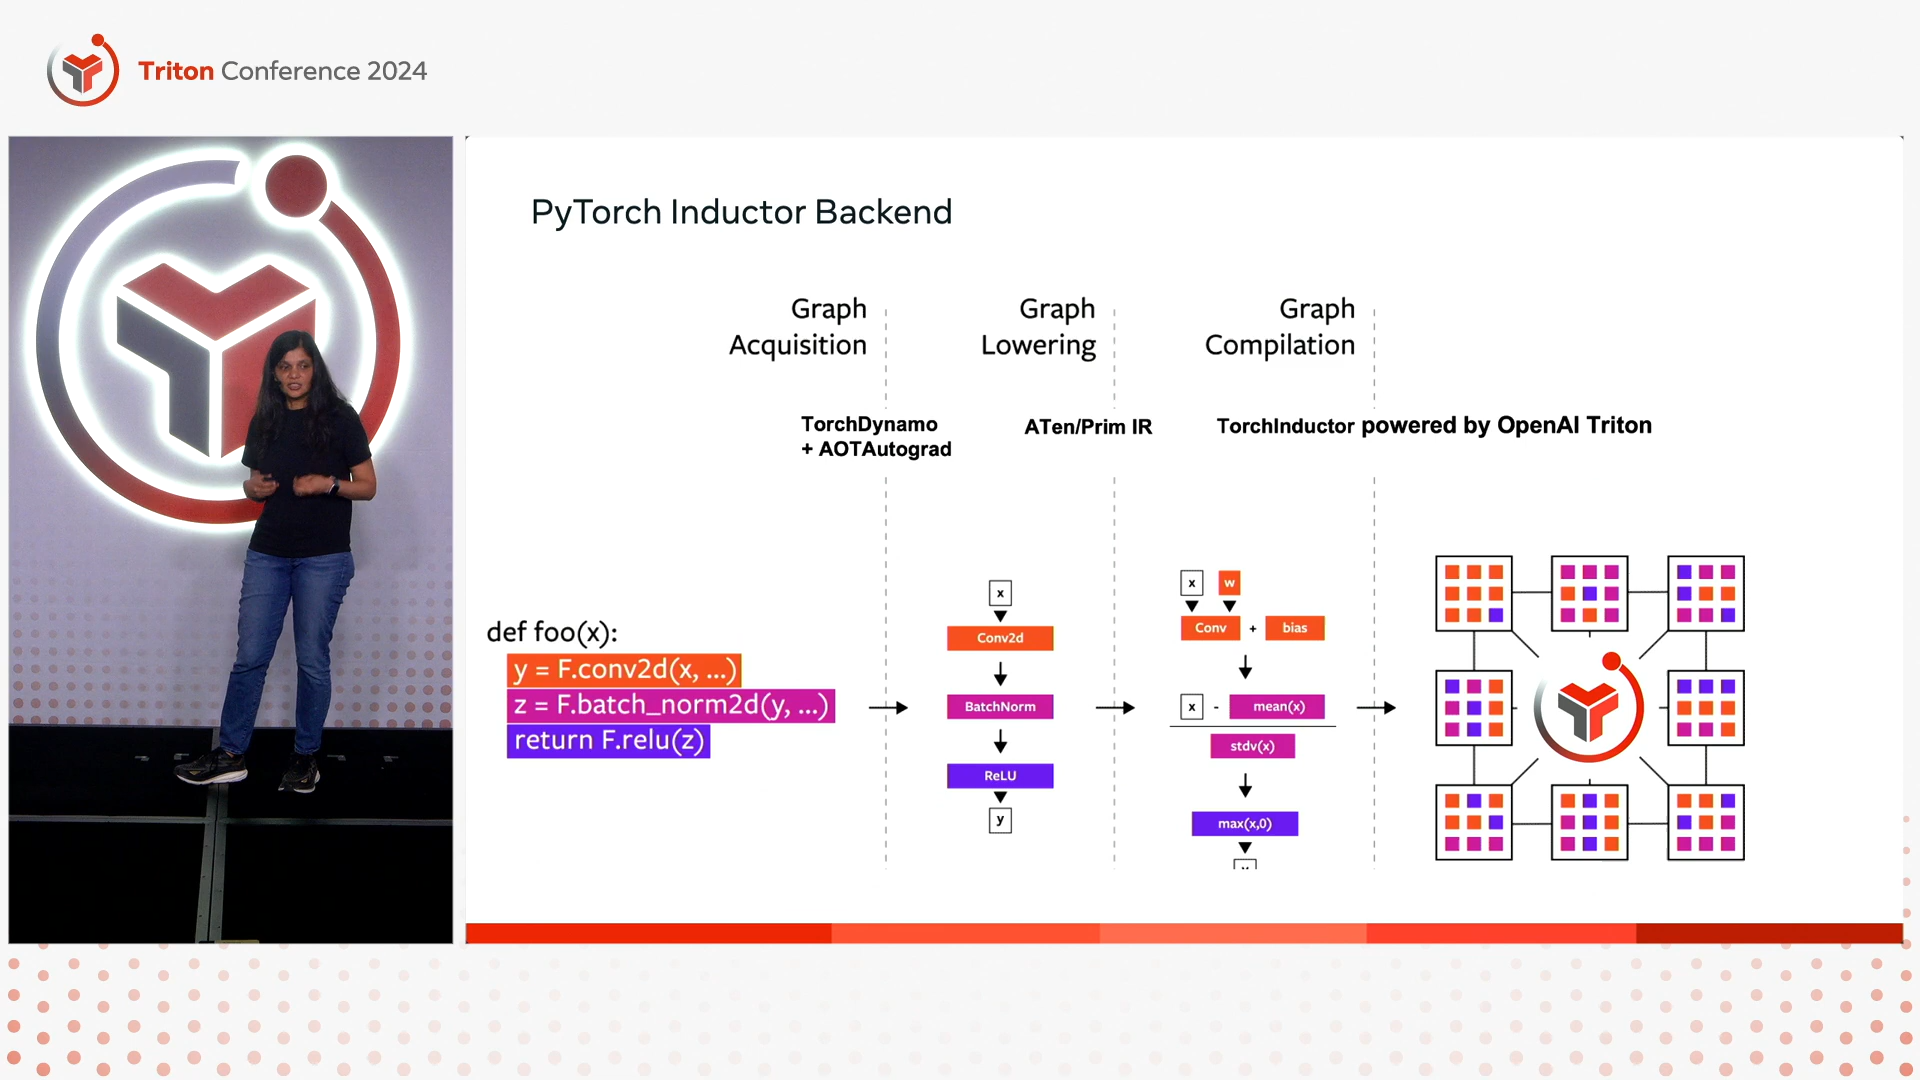 Triton Conference 2024
PyTorch Inductor Backend
Graph
Acquisition
Graph
Lowering
Graph
Compilation
TorchDynamo
+ AOTAutograd
ATen/Prim IR
TorchInductor powered by OpenAI Triton
def foo(x):
y = F.conv2d(x, ...)
z = F.batch_norm2d(y, ...)
return F.relu(z)
x
Conv2d
BatchNorm
ReLU
y
x w
Conv + bias
x - mean(x)
stdv(x)
max(x,0)